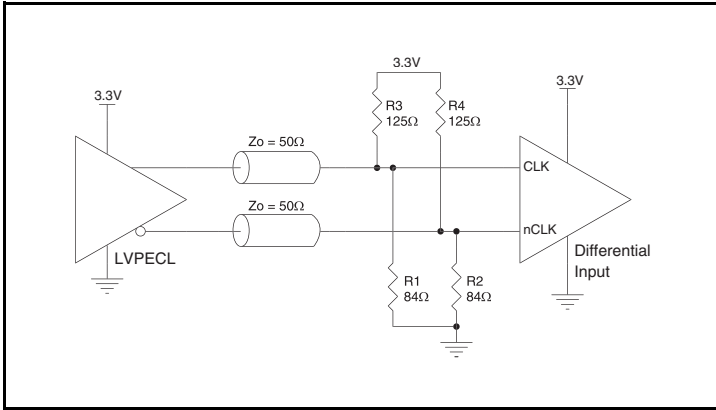 3.3V
3.3V
3.3V
R3
125Ω
R4
125Ω
Zo = 50Ω
CLK
Zo = 50Ω
nCLK
LVPECL
Differential
Input
R1
84Ω
R2
84Ω